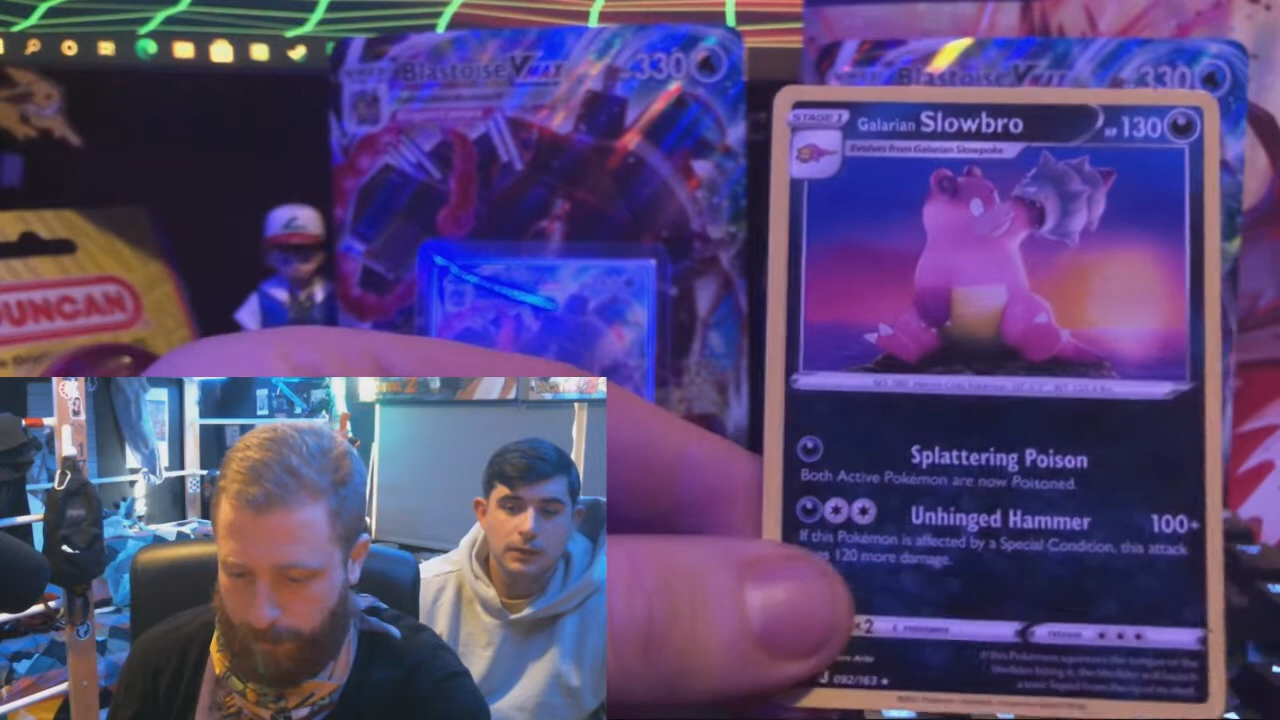 Blastoise VMAX 330
Blastoise VMAX 330
STAGE 1
Galarian Slowbro HP 130
Evolves from Galarian Slowpoke
DUNCAN
Splattering Poison
Both Active Pokémon are now Poisoned.
Unhinged Hammer 100+
If this Pokémon is affected by a Special Condition, this attack
120 more damage.
×2 resistance retreat
092/163